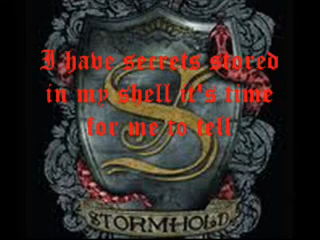 I have secrets stored
in my shell it's time
for me to tell
S
STORMHOLD